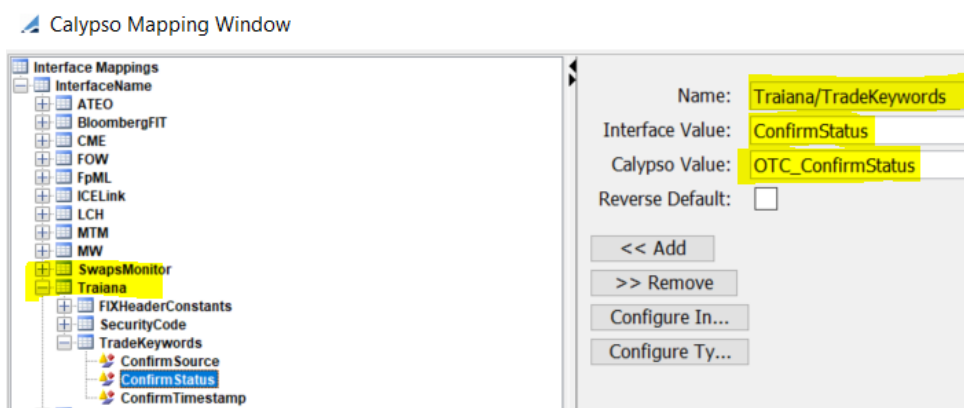 Calypso Mapping Window
Interface Mappings
InterfaceName
ATEO
BloombergFIT
CME
FOW
FpML
ICELink
LCH
MTM
MW
SwapsMonitor
Traiana
FIXHeaderConstants
SecurityCode
TradeKeywords
ConfirmSource
ConfirmStatus
ConfirmTimestamp
Name: Traiana/TradeKeywords
Interface Value: ConfirmStatus
Calypso Value: OTC_ConfirmStatus
Reverse Default:
<< Add
>> Remove
Configure In...
Configure Ty...